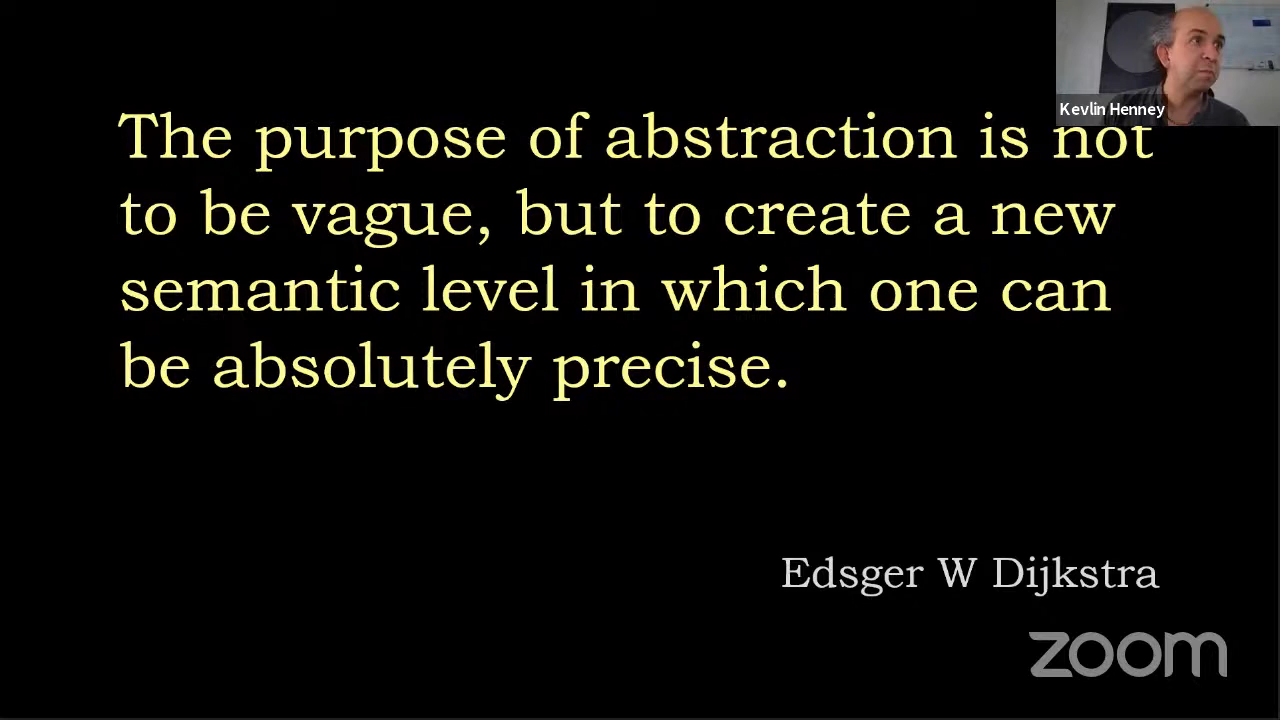 Kevlin Henney
The purpose of abstraction is not
to be vague, but to create a new
semantic level in which one can
be absolutely precise.
Edsger W Dijkstra
zoom